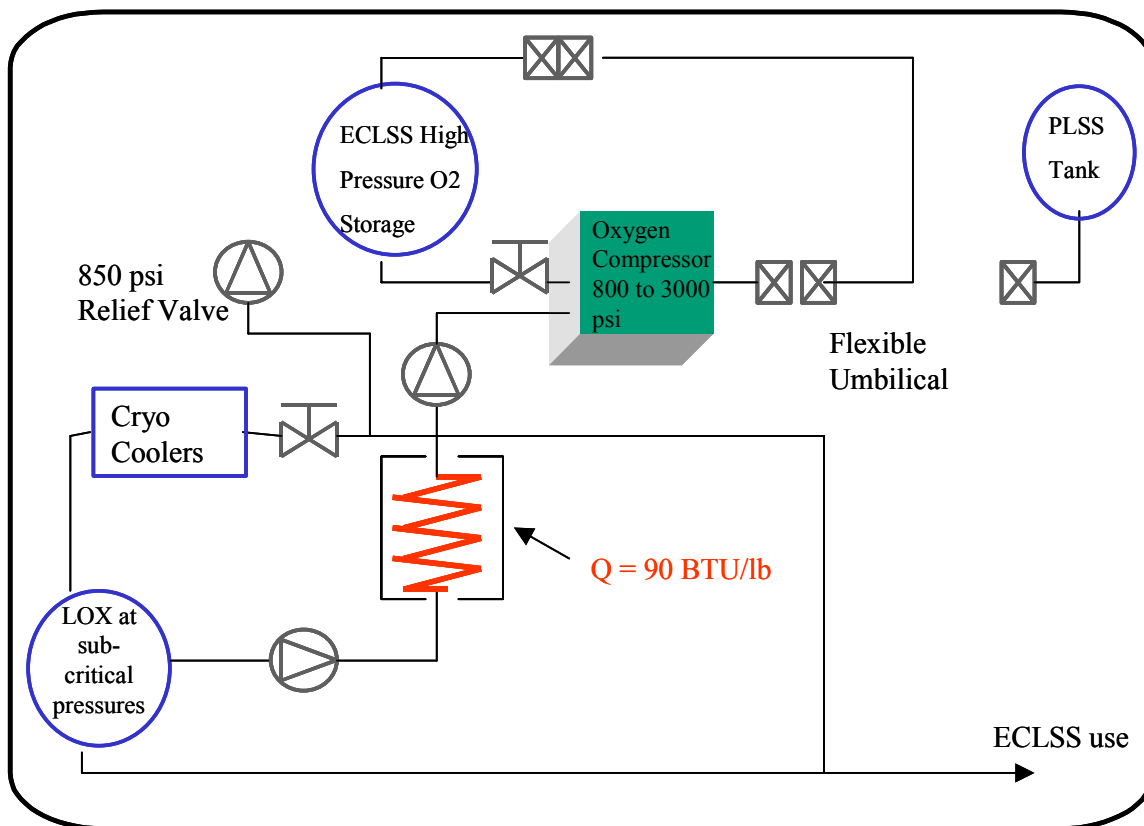 ECLSS High
Pressure O2
Storage
PLSS
Tank
850 psi
Relief Valve
Oxygen
Compressor
800 to 3000
psi
Flexible
Umbilical
Cryo
Coolers
Q = 90 BTU/lb
LOX at
sub-
critical
pressures
ECLSS use